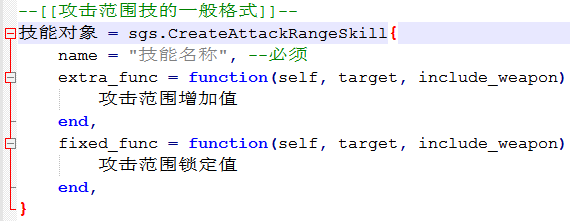 --[[攻击范围技的一般格式]]--
技能对象 = sgs.CreateAttackRangeSkill{
name = "技能名称", --必须
extra_func = function(self, target, include_weapon)
攻击范围增加值
end,
fixed_func = function(self, target, include_weapon)
攻击范围锁定值
end,
}